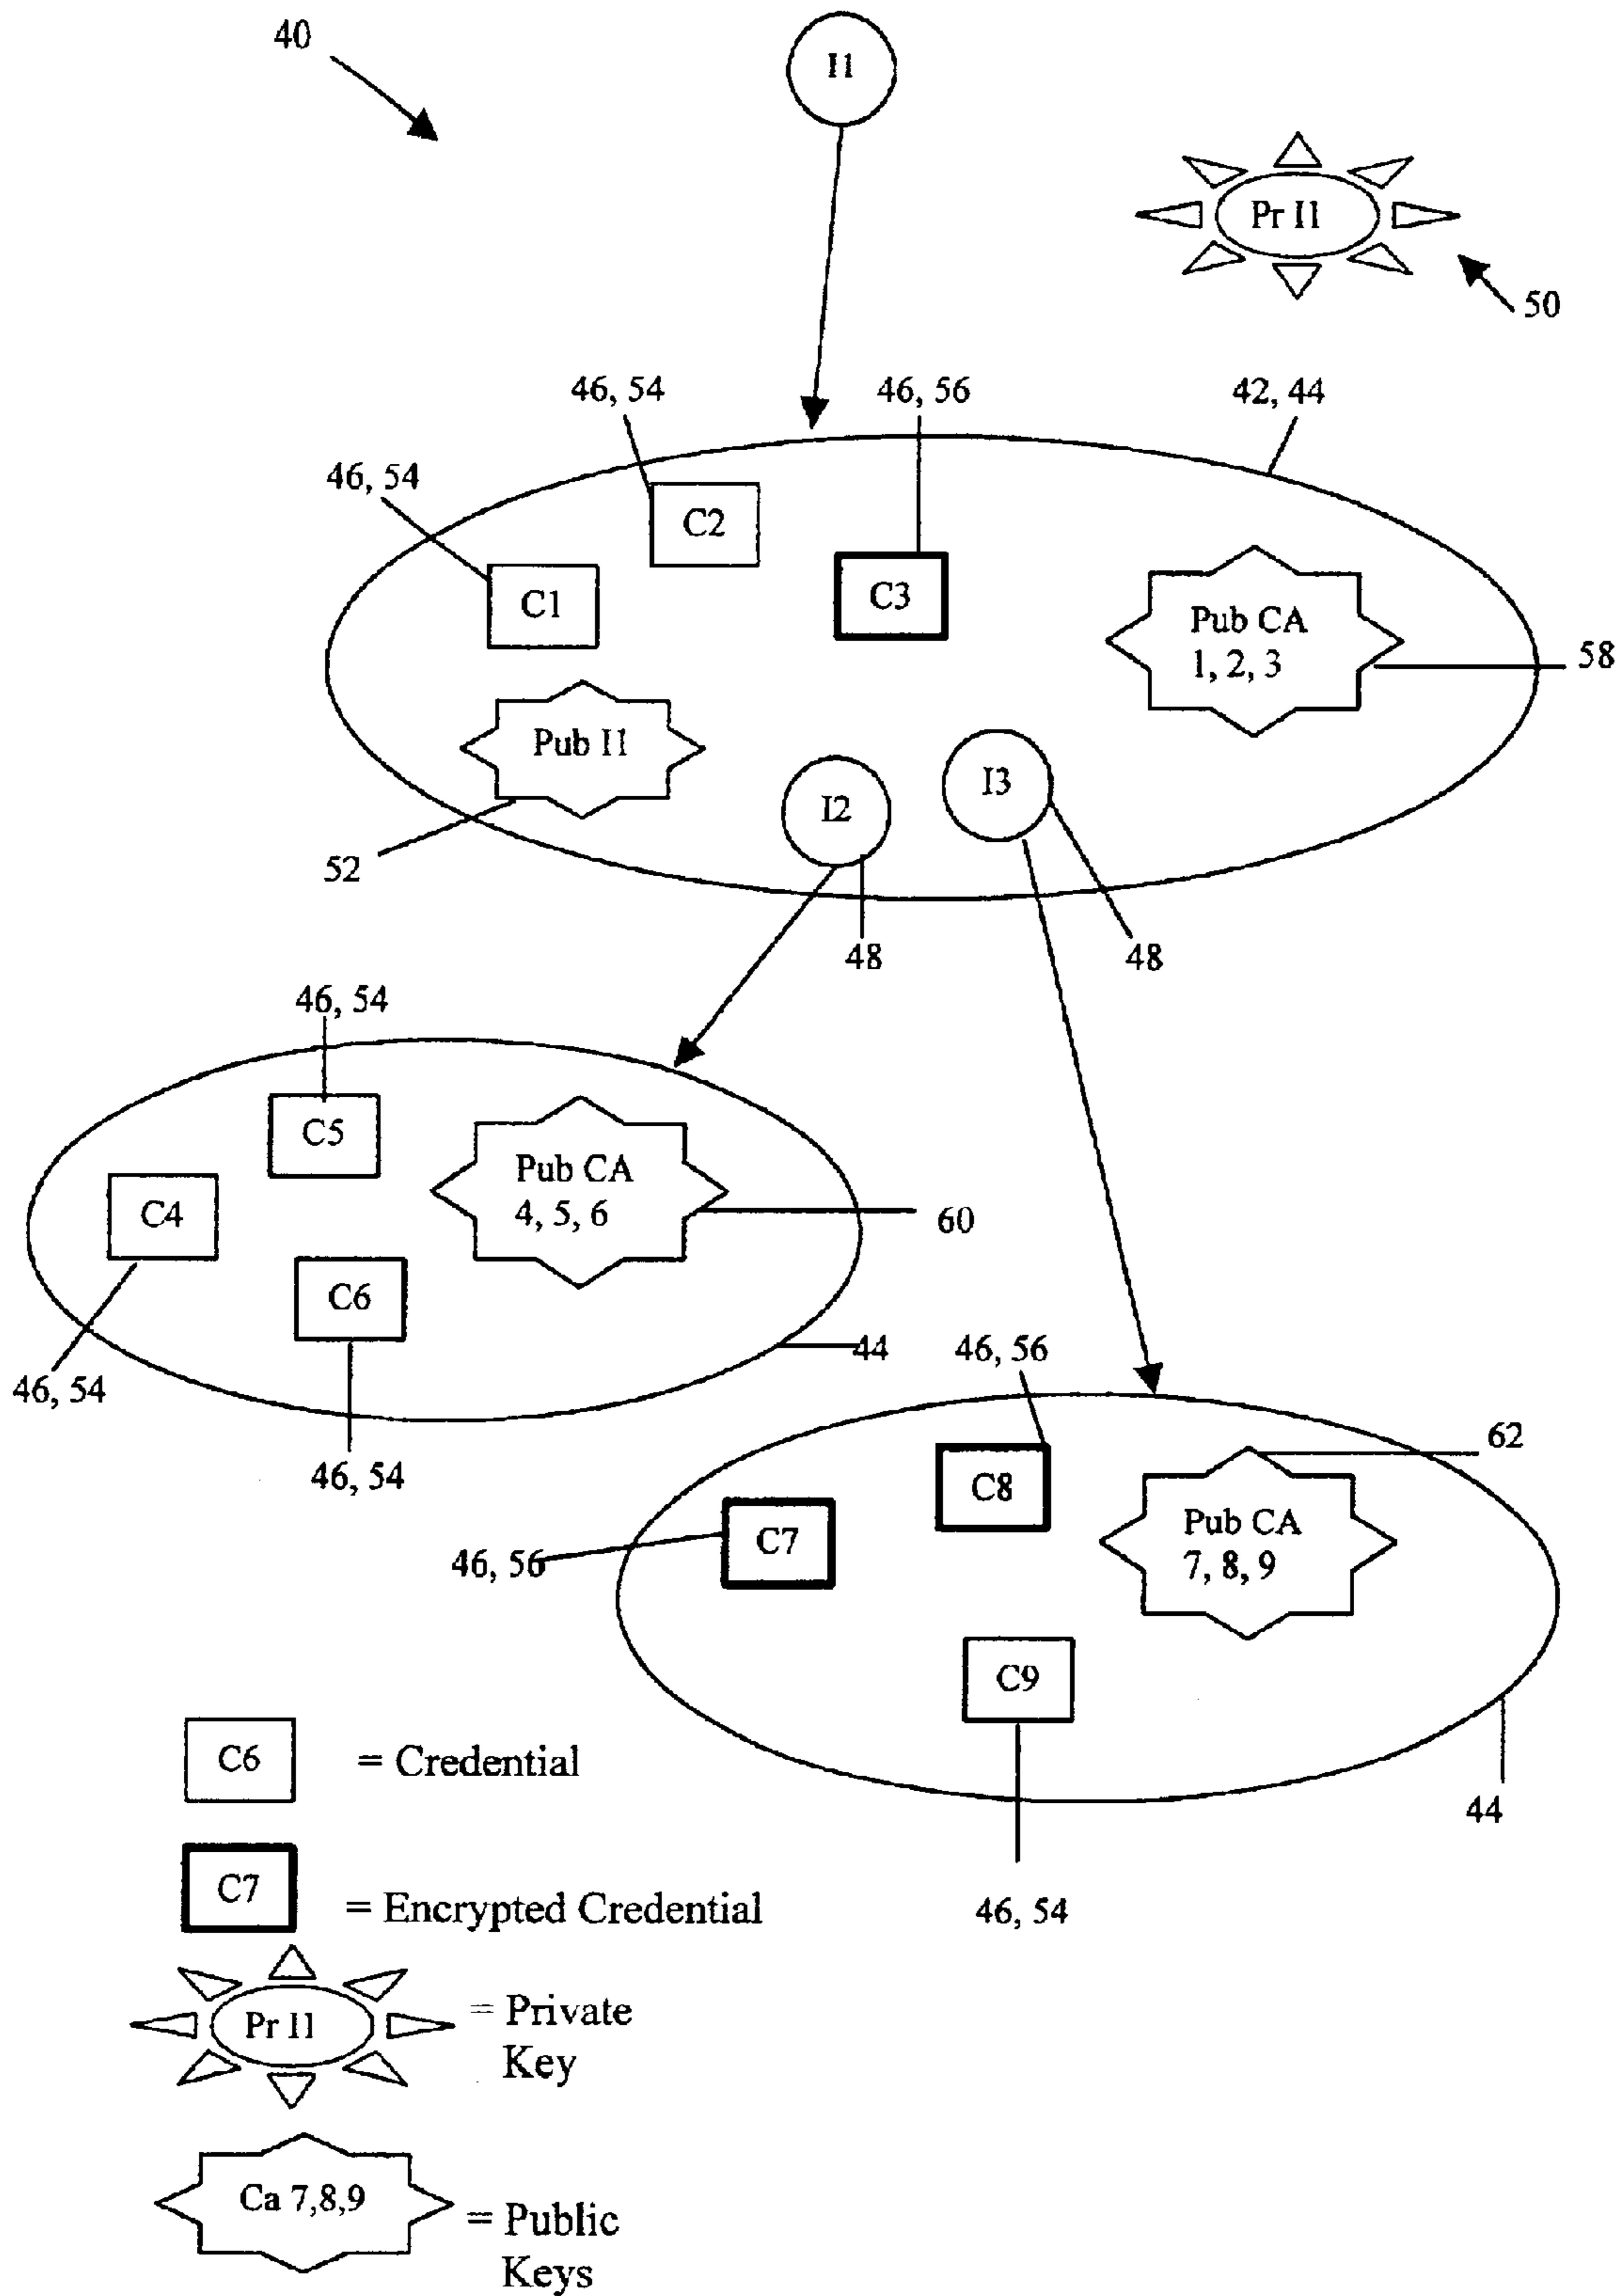 40
I1
Pr I1
50
46, 54
46, 56
42, 44
46, 54
C2
C3
C1
Pub CA
1, 2, 3
58
Pub I1
I2
I3
52
48
48
46, 54
C5
Pub CA
4, 5, 6
C4
60
C6
44
46, 56
46, 54
46, 54
62
C8
C7
Pub CA
7, 8, 9
46, 56
C9
C6
= Credential
44
C7
= Encrypted Credential
46, 54
Pr I1
= Private
Key
Ca 7,8,9
= Public
Keys